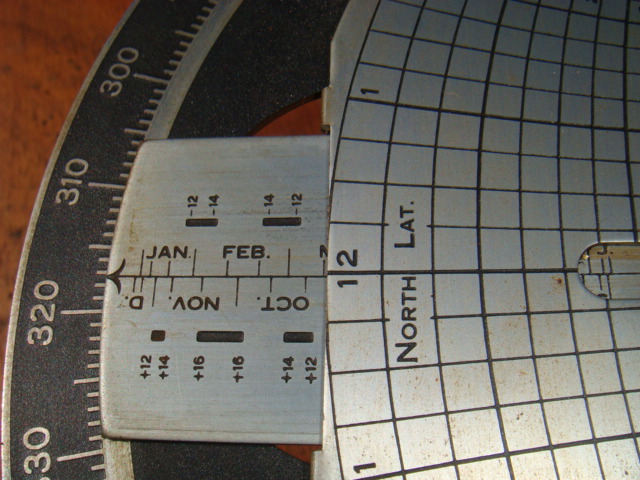 300
310
320
30
1
12
1
NORTH LAT.
-12 -14 -14 -12
JAN. FEB.
D. NOV. OCT.
+12 +14 +16 +16 +14 +12
J.